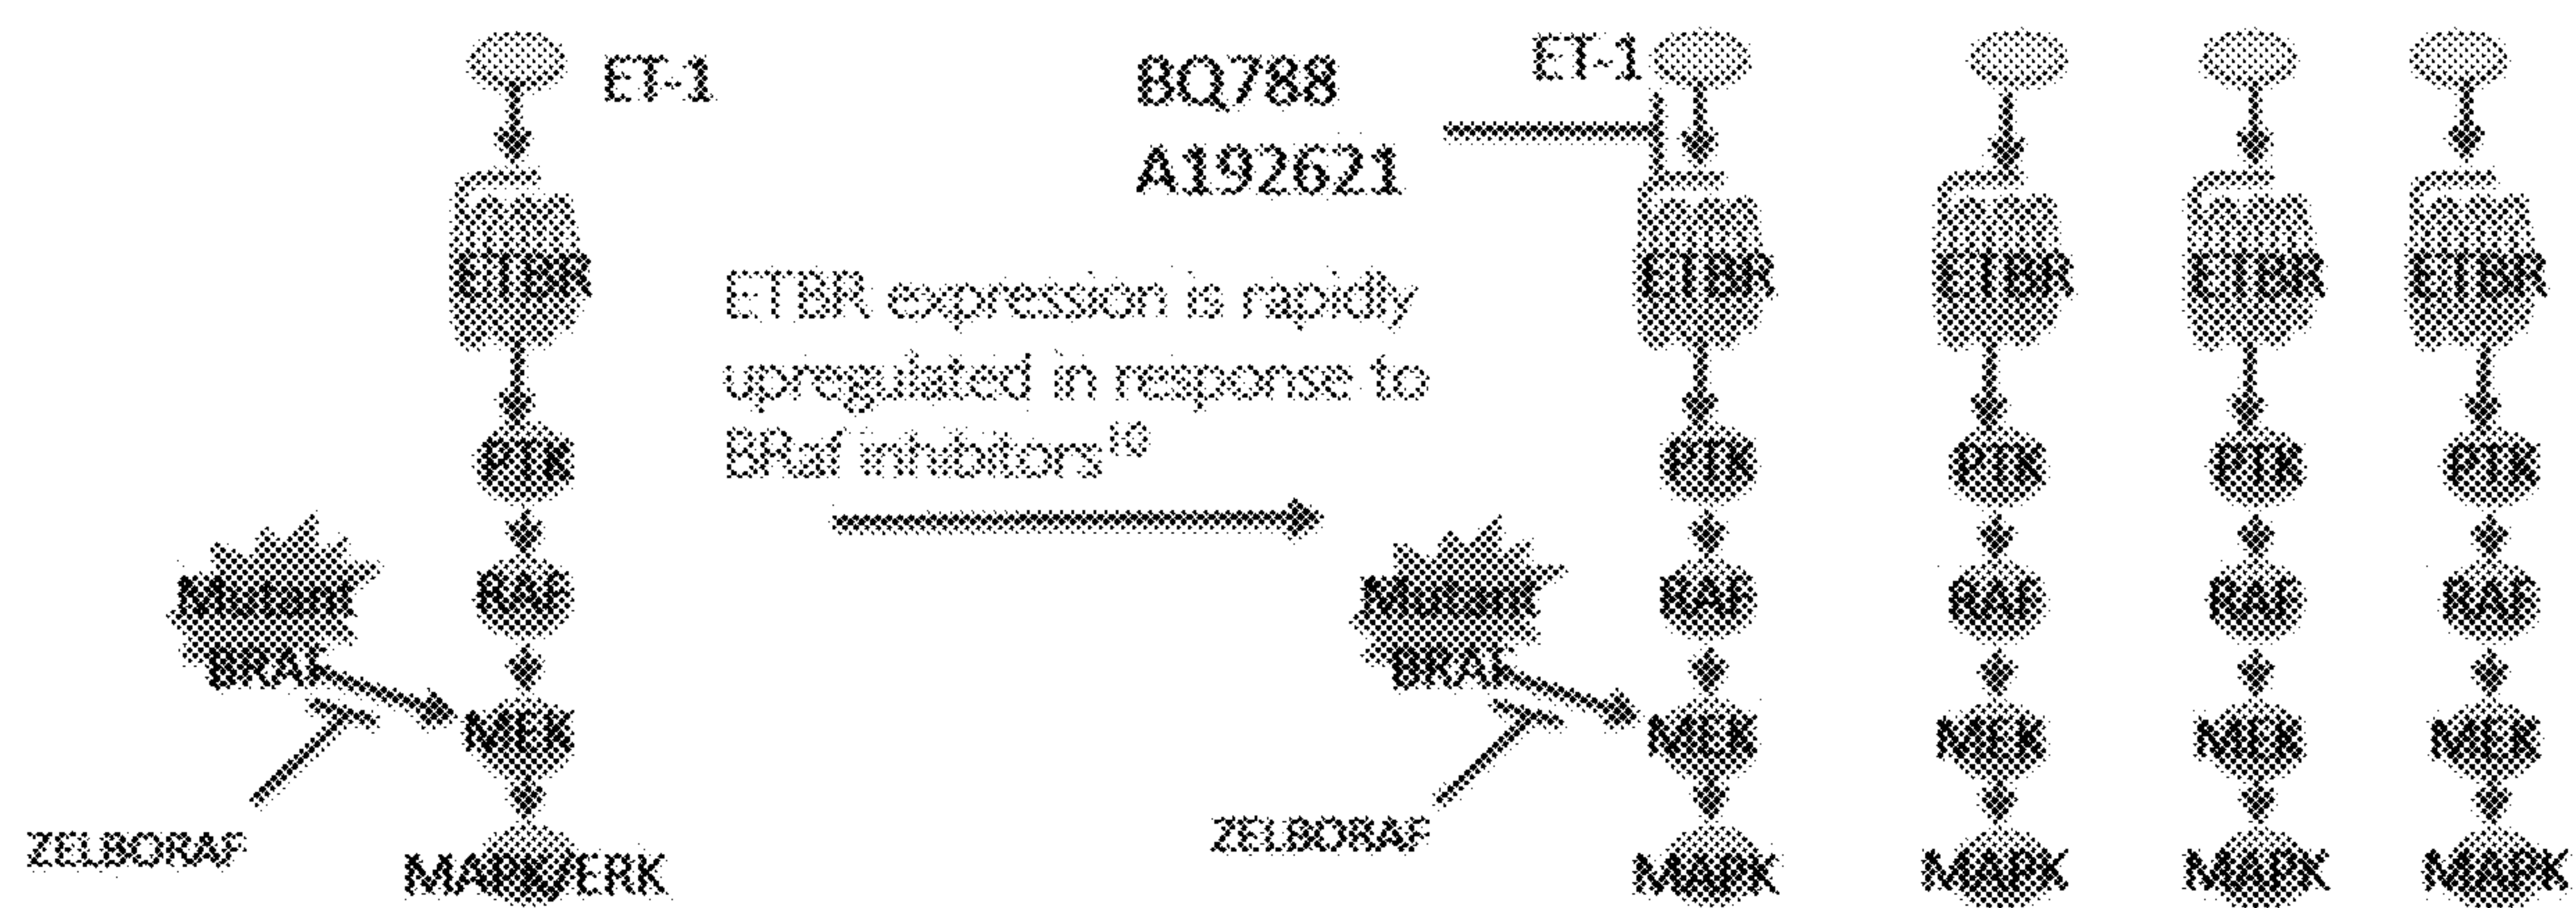 ET-1
ETBR
PTK
RAF
Mutant
BRAF
MEK
ZELBORAF
MAPK/ERK
ETBR expression is rapidly
upregulated in response to
BRaf inhibitors
BQ788
A192621
ET-1
ETBR ETBR ETBR ETBR
PTK PTK PTK PTK
RAF RAF RAF RAF
Mutant
BRAF
MEK MEK MEK MEK
ZELBORAF
MAPK MAPK MAPK MAPK